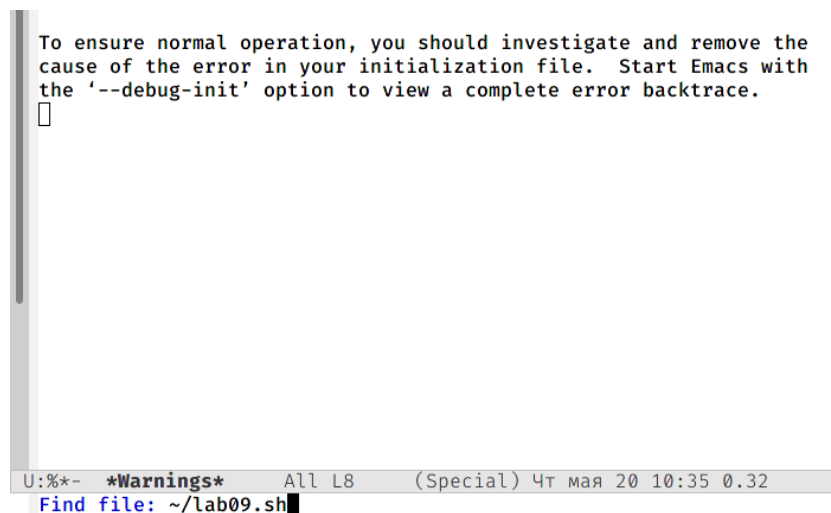 To ensure normal operation, you should investigate and remove the
cause of the error in your initialization file.  Start Emacs with
the ‘--debug-init’ option to view a complete error backtrace.
U:%*-  *Warnings*     All L8     (Special) Чт мая 20 10:35 0.32
Find file: ~/lab09.sh